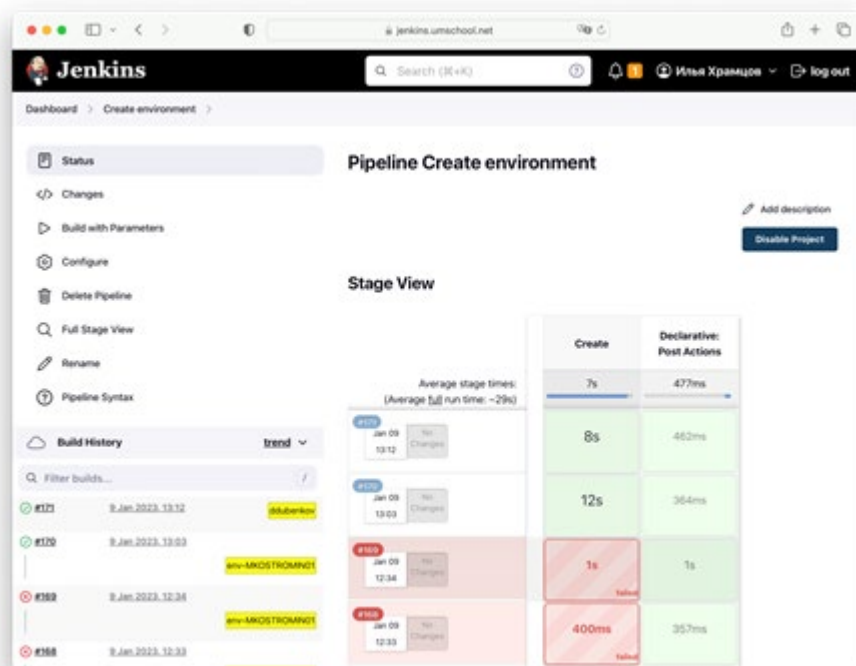 jenkins.umschool.net
Jenkins
Search (⌘+K)
1
Илья Храмцов
log out
Dashboard > Create environment >
Status
Changes
Build with Parameters
Configure
Delete Pipeline
Full Stage View
Rename
Pipeline Syntax
Build History
trend
Filter builds...
/
#171
9 Jan 2023, 13:12
ddubenkov
#170
9 Jan 2023, 13:03
env-MKOSTROMIN01
#169
9 Jan 2023, 12:34
env-MKOSTROMIN01
#168
9 Jan 2023, 12:33
Pipeline Create environment
Add description
Disable Project
Stage View
Create
Declarative:
Post Actions
Average stage times:
(Average full run time: ~29s)
7s
477ms
#171
Jan 09
13:12
No
Changes
8s
462ms
#170
Jan 09
13:03
No
Changes
12s
364ms
#169
Jan 09
12:34
No
Changes
1s
failed
1s
#168
Jan 09
12:33
No
Changes
400ms
failed
357ms